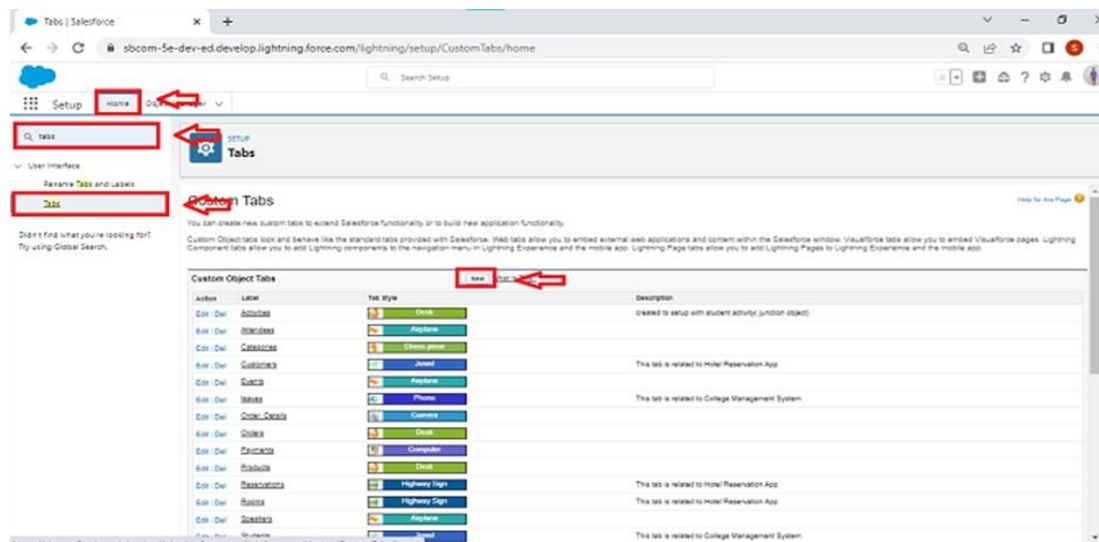 Tabs | Salesforce
sbcom-5e-dev-ed.develop.lightning.force.com/lightning/setup/CustomTabs/home
S
Search Setup
Setup
Home
tabs
SETUP
Tabs
User Interface
Rename Tabs and Labels
Tabs
Didn't find what you're looking for?
Try using Global Search.
Custom Tabs
Help for this Page
You can create new custom tabs to extend Salesforce functionality or to build new application functionality.
Custom Object tabs look and behave like the standard tabs provided with Salesforce. Web tabs allow you to embed external web applications and content within the Salesforce window. Visualforce tabs allow you to embed Visualforce pages. Lightning
Component tabs allow you to add Lightning components to the navigation menu in Lightning Experience and the mobile app. Lightning Page tabs allow you to add Lightning Pages to Lightning Experience and the mobile app.
Custom Object Tabs New
Action Label Tab Style Description
Edit | Del Activities Desk created to setup with student activity( junction object)
Edit | Del Attendees Airplane
Edit | Del Categories Chess piece
Edit | Del Customers Jewel This tab is related to Hotel Reservation App
Edit | Del Events Airplane
Edit | Del Phone This tab is related to College Management System
Edit | Del Order_Details Camera
Edit | Del Orders Desk
Edit | Del Payments Computer
Edit | Del Products Desk
Edit | Del Reservations Highway Sign This tab is related to Hotel Reservation App
Edit | Del Rooms Highway Sign This tab is related to Hotel Reservation App
Edit | Del Speakers Airplane
Edit | Del Students Jewel This tab is related to College Management System